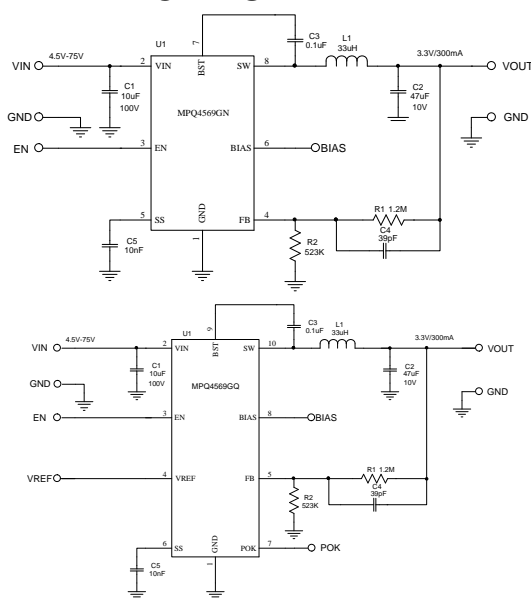 C3
0.1uF
L1
33uH
U1
7
4.5V-75V
3.3V/300mA
VIN
2
VIN
BST
SW
8
VOUT
C1
10uF
100V
C2
47uF
10V
MPQ4569GN
GND
GND
EN
3
EN
BIAS
6
BIAS
R1 1.2M
5
SS
GND
FB
4
C4
39pF
C5
10nF
1
R2
523K
C3
0.1uF
L1
33uH
U1
9
4.5V-75V
3.3V/300mA
VIN
2
VIN
BST
SW
10
VOUT
C1
10uF
100V
C2
47uF
10V
MPQ4569GQ
GND
GND
EN
3
EN
BIAS
8
BIAS
R1 1.2M
VREF
4
VREF
FB
5
C4
39pF
R2
523K
6
SS
GND
POK
7
POK
C5
10nF
1